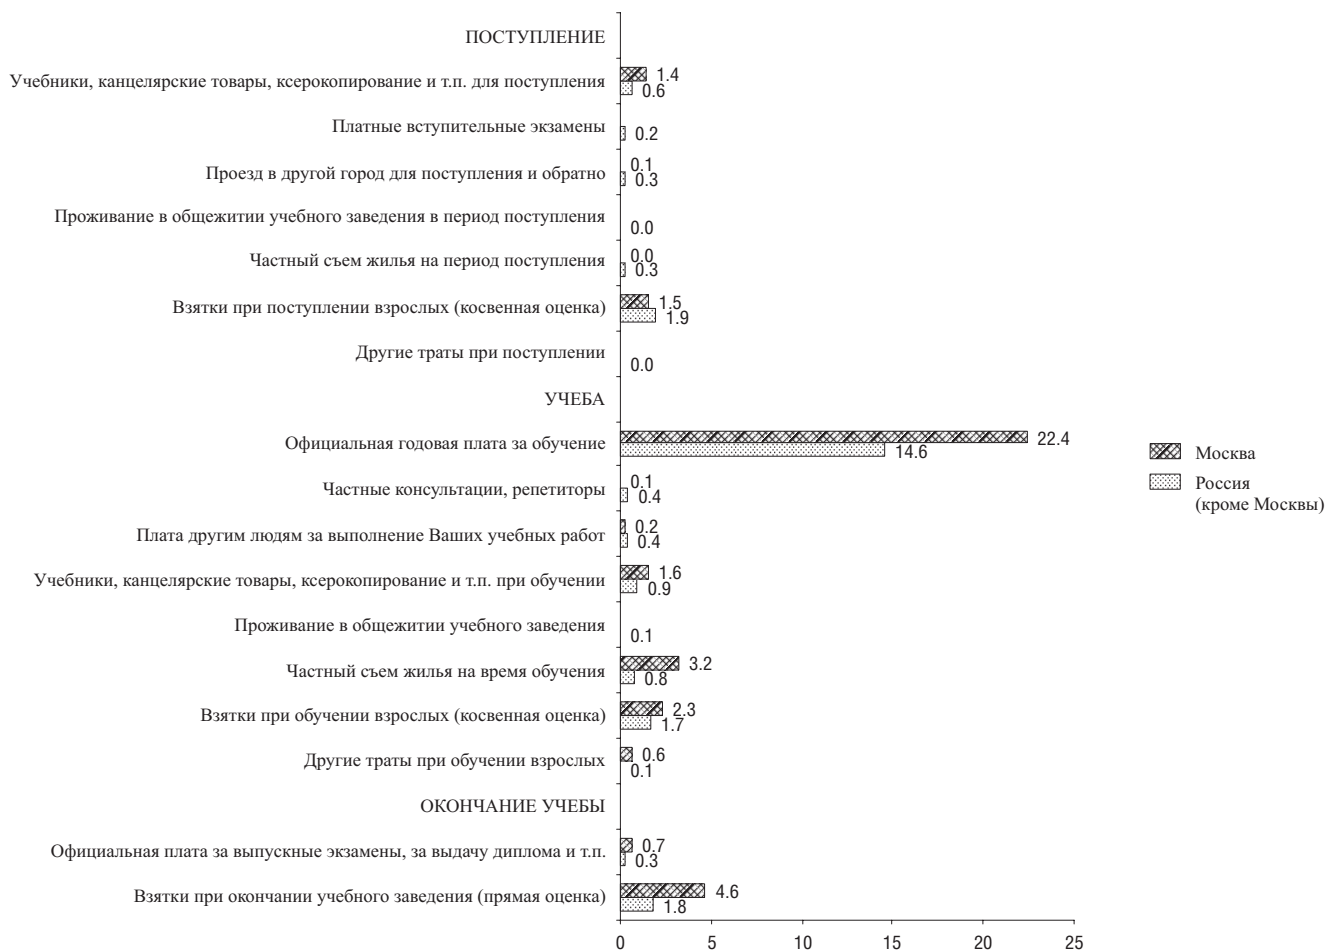 ПОСТУПЛЕНИЕ
Учебники, канцелярские товары, ксерокопирование и т.п. для поступления
1.4
0.6
Платные вступительные экзамены
0.2
Проезд в другой город для поступления и обратно
0.1
0.3
Проживание в общежитии учебного заведения в период поступления
0.0
Частный съем жилья на период поступления
0.0
0.3
Взятки при поступлении взрослых (косвенная оценка)
1.5
1.9
Другие траты при поступлении
0.0
УЧЕБА
Официальная годовая плата за обучение
22.4
14.6
Частные консультации, репетиторы
0.1
0.4
Плата другим людям за выполнение Ваших учебных работ
0.2
0.4
Учебники, канцелярские товары, ксерокопирование и т.п. при обучении
1.6
0.9
Проживание в общежитии учебного заведения
0.1
Частный съем жилья на время обучения
3.2
0.8
Взятки при обучении взрослых (косвенная оценка)
2.3
1.7
Другие траты при обучении взрослых
0.6
0.1
ОКОНЧАНИЕ УЧЕБЫ
Официальная плата за выпускные экзамены, за выдачу диплома и т.п.
0.7
0.3
Взятки при окончании учебного заведения (прямая оценка)
4.6
1.8
0 5 10 15 20 25
Москва
Россия
(кроме Москвы)